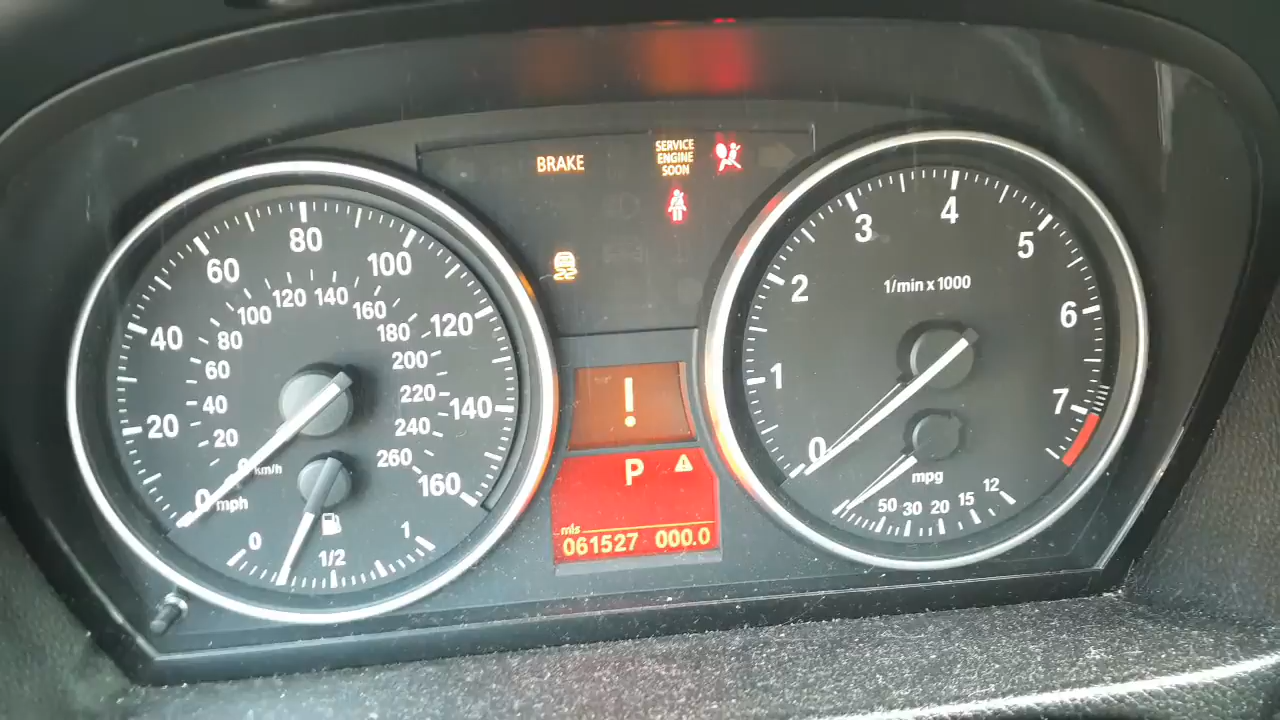 BRAKE
SERVICE
ENGINE
SOON
20 40 60 80 100 120 140 160
20 40 60 80 100 120 140 160 180 200 220 240 260
0 km/h
0 mph
0 1/2 1
!
P
mls
061527 000.0
0 1 2 3 4 5 6 7
1/min x 1000
mpg
50 30 20 15 12